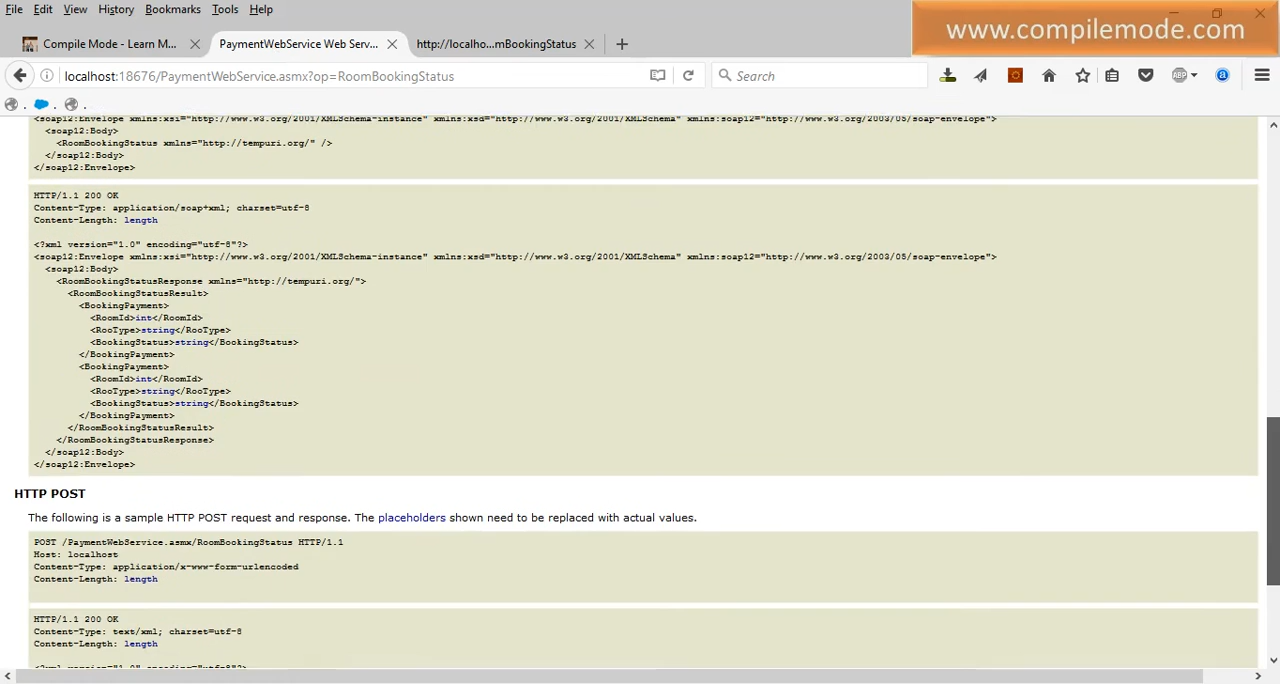 File Edit View History Bookmarks Tools Help
www.compilemode.com
Compile Mode - Learn M...
PaymentWebService Web Serv...
http://localho...mBookingStatus
localhost:18676/PaymentWebService.asmx?op=RoomBookingStatus
Search
ABP
a
<soap12:Envelope xmlns:xsi="http://www.w3.org/2001/XMLSchema-instance" xmlns:xsd="http://www.w3.org/2001/XMLSchema" xmlns:soap12="http://www.w3.org/2003/05/soap-envelope">
<soap12:Body>
<RoomBookingStatus xmlns="http://tempuri.org/" />
</soap12:Body>
</soap12:Envelope>
HTTP/1.1 200 OK
Content-Type: application/soap+xml; charset=utf-8
Content-Length: length
<?xml version="1.0" encoding="utf-8"?>
<soap12:Envelope xmlns:xsi="http://www.w3.org/2001/XMLSchema-instance" xmlns:xsd="http://www.w3.org/2001/XMLSchema" xmlns:soap12="http://www.w3.org/2003/05/soap-envelope">
<soap12:Body>
<RoomBookingStatusResponse xmlns="http://tempuri.org/">
<RoomBookingStatusResult>
<BookingPayment>
<RoomId>int</RoomId>
<RooType>string</RooType>
<BookingStatus>string</BookingStatus>
</BookingPayment>
<BookingPayment>
<RoomId>int</RoomId>
<RooType>string</RooType>
<BookingStatus>string</BookingStatus>
</BookingPayment>
</RoomBookingStatusResult>
</RoomBookingStatusResponse>
</soap12:Body>
</soap12:Envelope>
HTTP POST
The following is a sample HTTP POST request and response. The placeholders shown need to be replaced with actual values.
POST /PaymentWebService.asmx/RoomBookingStatus HTTP/1.1
Host: localhost
Content-Type: application/x-www-form-urlencoded
Content-Length: length
HTTP/1.1 200 OK
Content-Type: text/xml; charset=utf-8
Content-Length: length
<?xml version="1.0" encoding="utf-8"?>